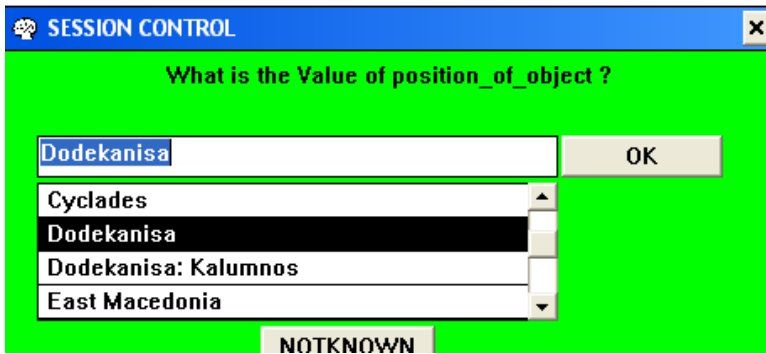 SESSION CONTROL
What is the Value of position_of_object ?
Dodekanisa
OK
Cyclades
Dodekanisa
Dodekanisa: Kalumnos
East Macedonia
NOTKNOWN